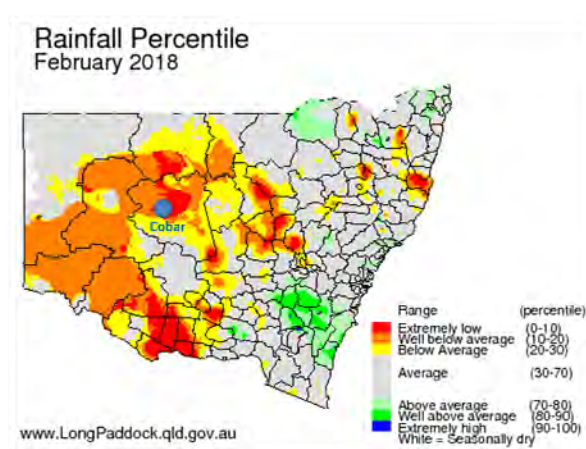 Rainfall Percentile
February 2018
Cobar
Range (percentile)
Extremely low (0-10)
Well below average (10-20)
Below Average (20-30)
Average (30-70)
Above average (70-80)
Well above average (80-90)
Extremely high (90-100)
White = Seasonally dry
www.LongPaddock.qld.gov.au